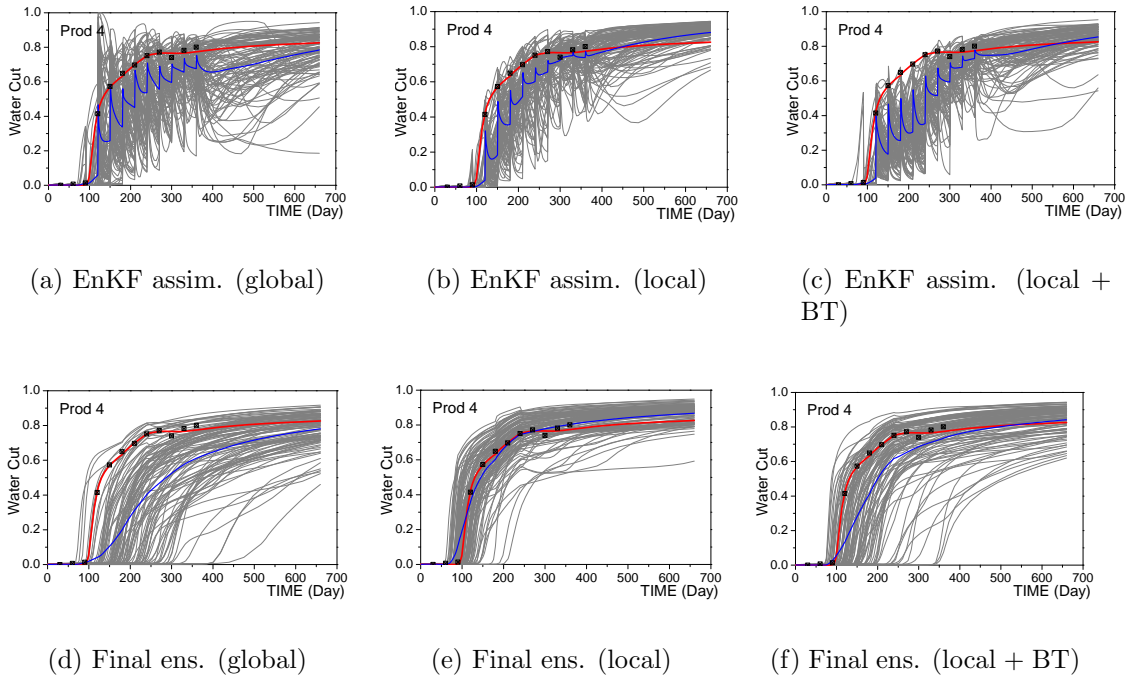 Prod 4
1.0
0.8
0.6
0.4
0.2
0.0
Water Cut
0 100 200 300 400 500 600 700
TIME (Day)
Prod 4
1.0
0.8
0.6
0.4
0.2
0.0
Water Cut
0 100 200 300 400 500 600 700
TIME (Day)
Prod 4
1.0
0.8
0.6
0.4
0.2
0.0
Water Cut
0 100 200 300 400 500 600 700
TIME (Day)
(a) EnKF assim. (global)
(b) EnKF assim. (local)
(c) EnKF assim. (local +
BT)
Prod 4
1.0
0.8
0.6
0.4
0.2
0.0
Water Cut
0 100 200 300 400 500 600 700
TIME (Day)
Prod 4
1.0
0.8
0.6
0.4
0.2
0.0
Water Cut
0 100 200 300 400 500 600 700
TIME (Day)
Prod 4
1.0
0.8
0.6
0.4
0.2
0.0
Water Cut
0 100 200 300 400 500 600 700
TIME (Day)
(d) Final ens. (global)
(e) Final ens. (local)
(f) Final ens. (local + BT)